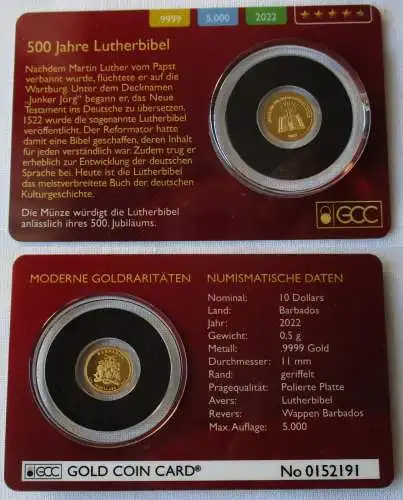 9999 5.000 2022
500 Jahre Lutherbibel
Nachdem Martin Luther vom Papst
verbannt wurde, flüchtete er auf die
Wartburg. Unter dem Decknamen
„Junker Jörg“ begann er, das Neue
Testament ins Deutsche zu übersetzen.
1522 wurde die sogenannte Lutherbibel
veröffentlicht. Der Reformator hatte
damit eine Bibel geschaffen, deren Inhalt
für jeden verständlich war. Zudem trug er
erheblich zur Entwicklung der deutschen
Sprache bei. Heute ist die Lutherbibel
das meistverbreitete Buch der deutschen
Kulturgeschichte.
Die Münze würdigt die Lutherbibel
anlässlich ihres 500. Jubiläums.
GCC
MODERNE GOLDRARITÄTEN
NUMISMATISCHE DATEN
Nominal: 10 Dollars
Land: Barbados
Jahr: 2022
Gewicht: 0,5 g
Metall: .9999 Gold
Durchmesser: 11 mm
Rand: geriffelt
Prägequalität: Polierte Platte
Avers: Lutherbibel
Revers: Wappen Barbados
Max. Auflage: 5.000
GCC GOLD COIN CARD® No 0152191